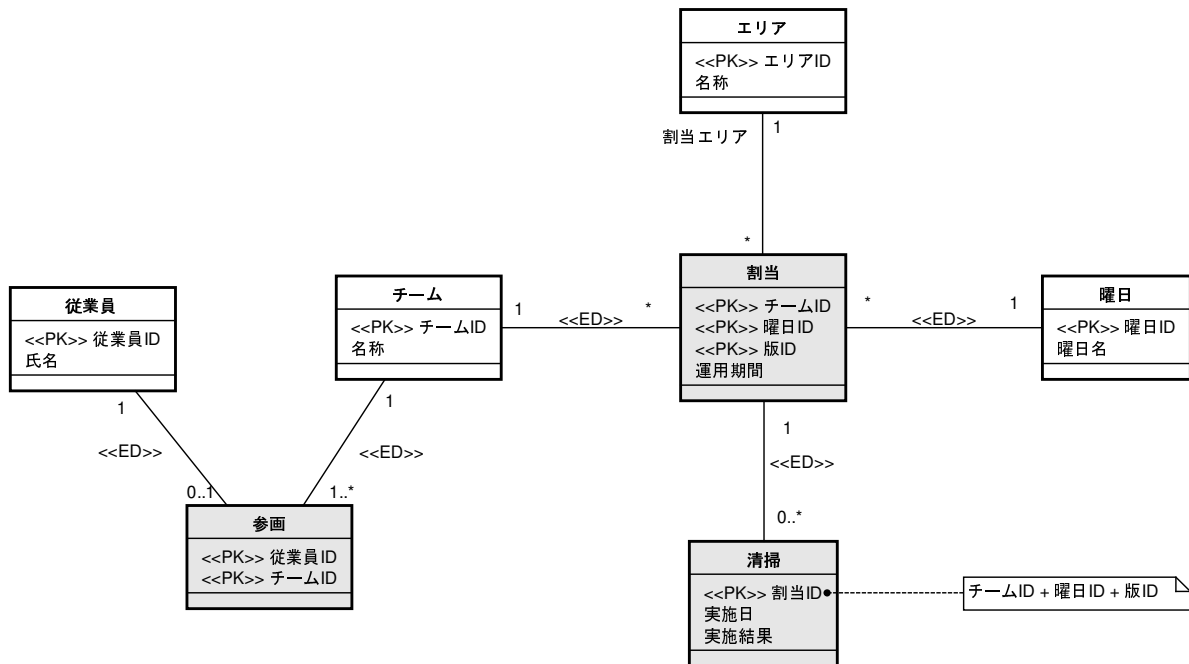 エリア
<<PK>> エリアID
名称
1
割当エリア
*
割当
<<PK>> チームID
<<PK>> 曜日ID
<<PK>> 版ID
運用期間
従業員
<<PK>> 従業員ID
氏名
チーム
<<PK>> チームID
名称
1
<<ED>>
*
*
<<ED>>
1
曜日
<<PK>> 曜日ID
曜日名
1
<<ED>>
0..1
1
<<ED>>
1..*
参画
<<PK>> 従業員ID
<<PK>> チームID
1
<<ED>>
0..*
清掃
<<PK>> 割当ID
実施日
実施結果
チームID + 曜日ID + 版ID